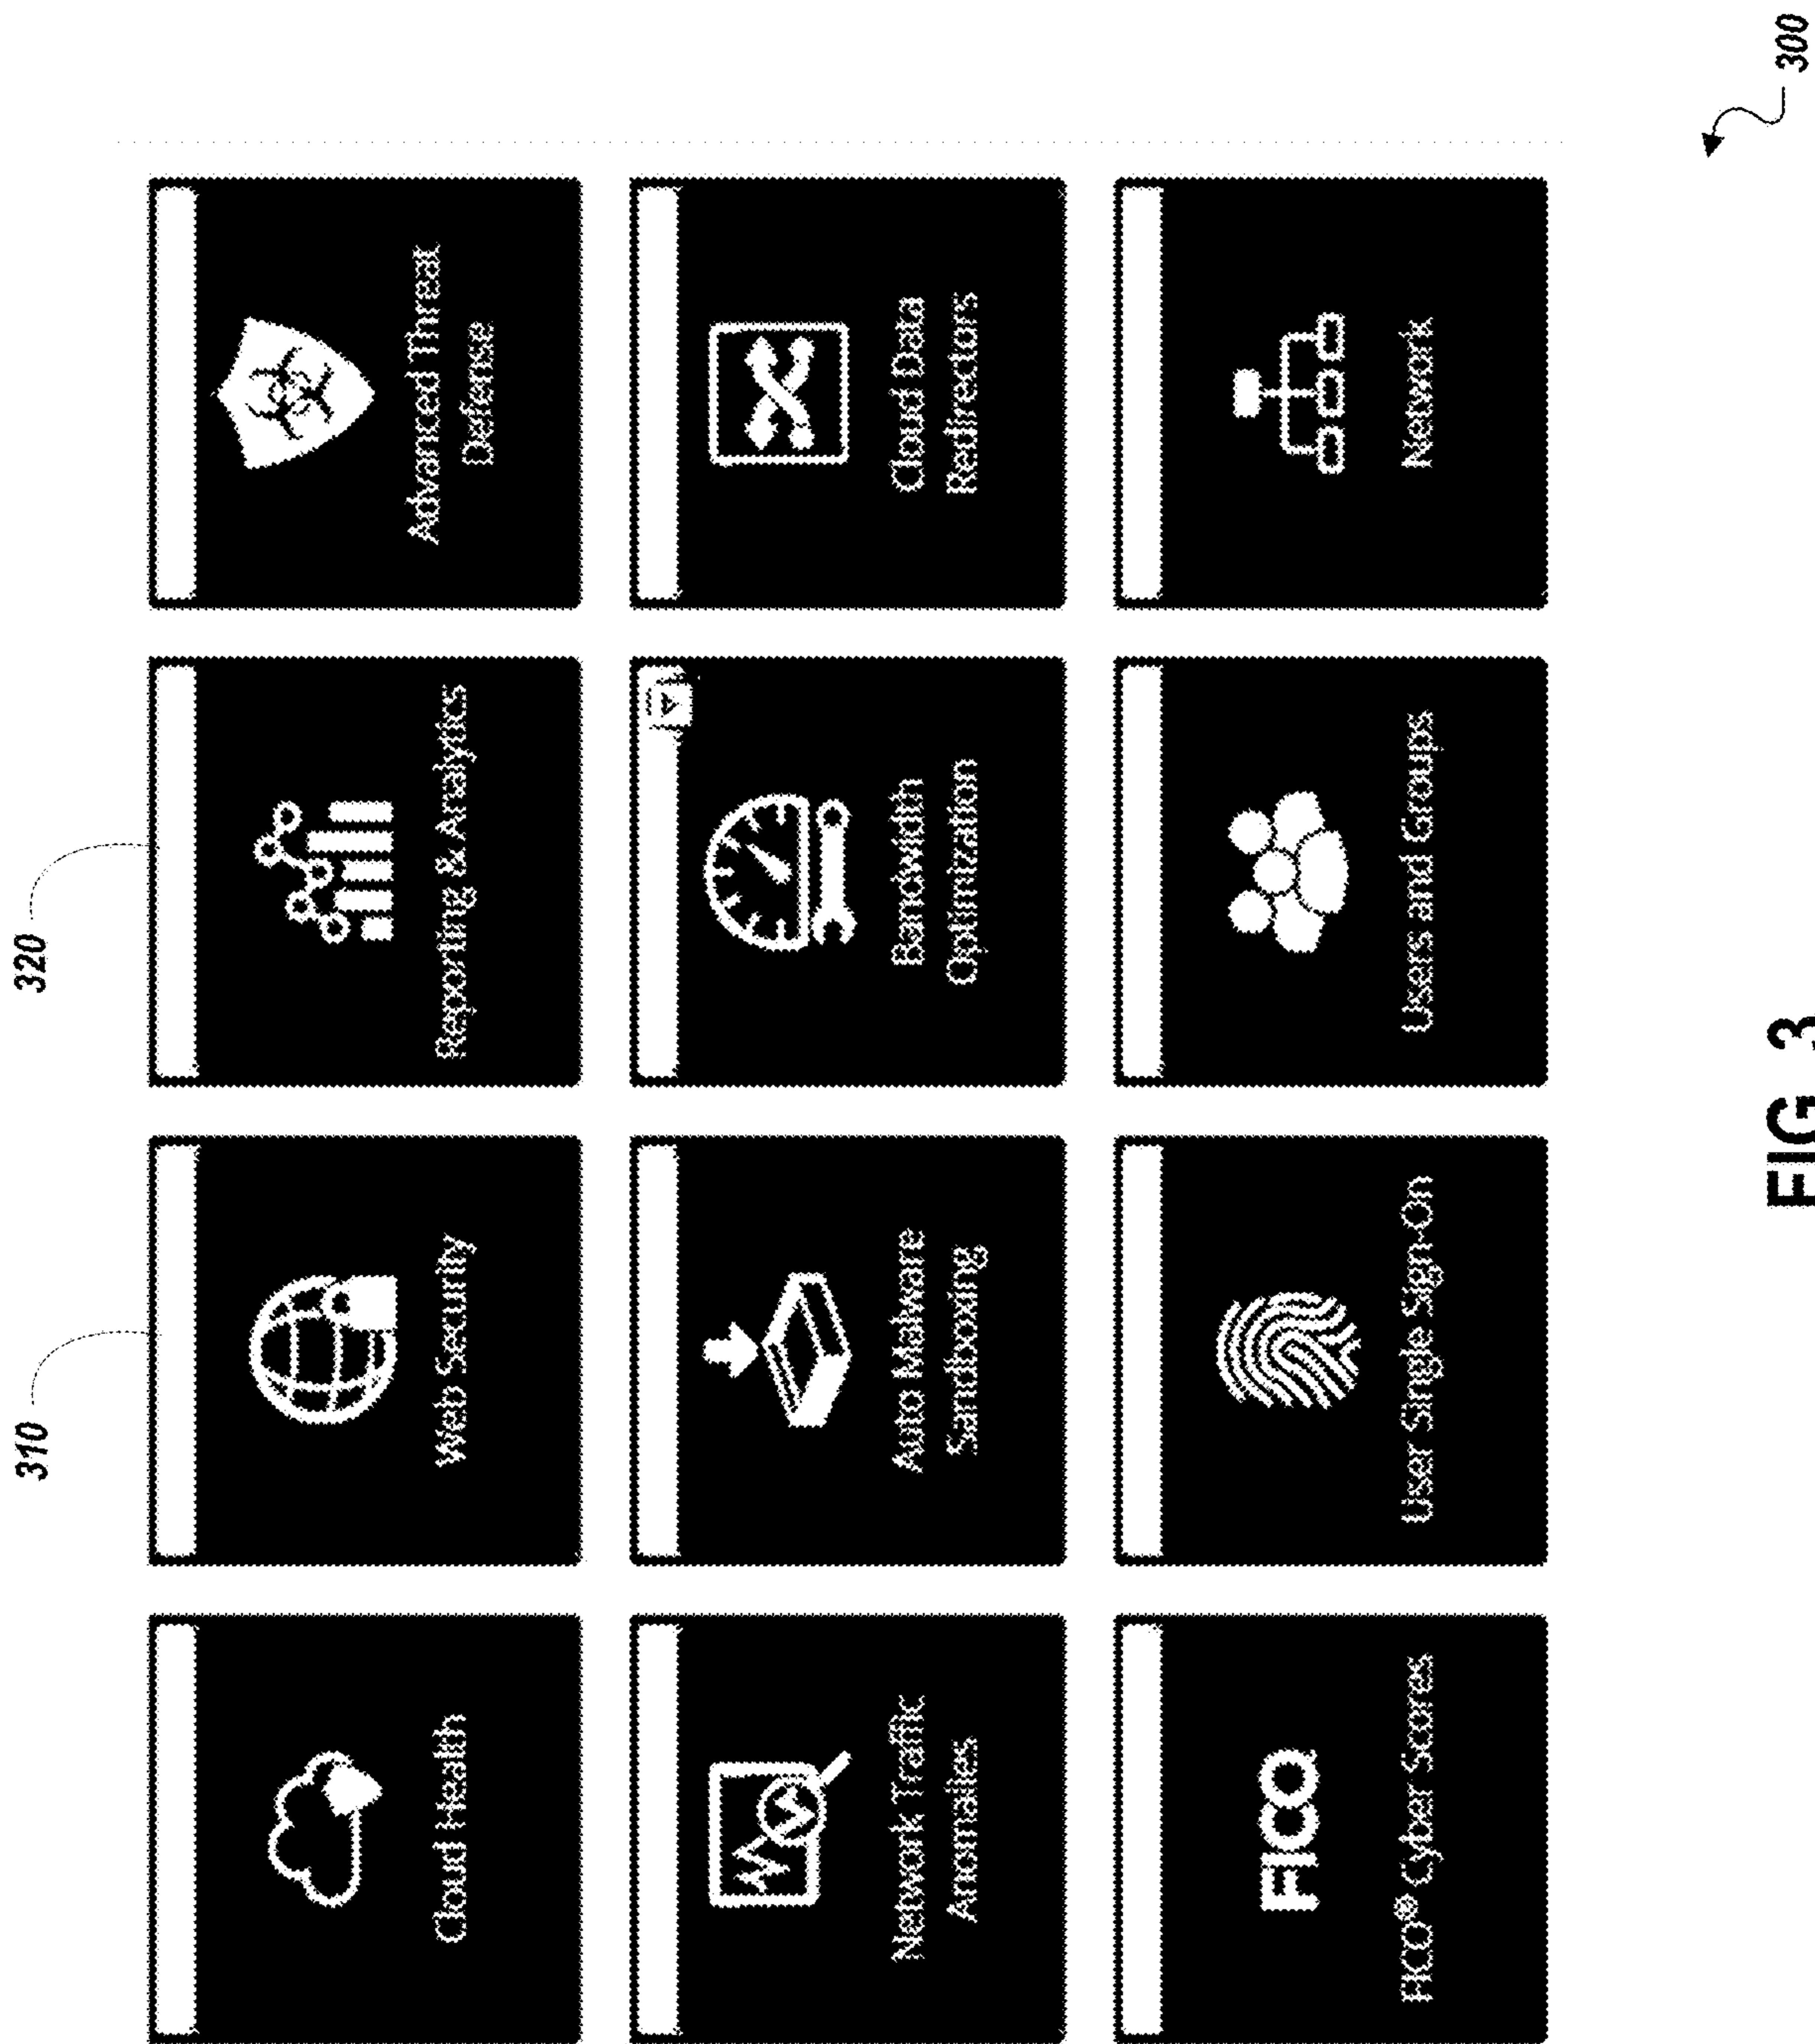 310
320
Cloud Health
Web Security
Reporting & Analytics
Advanced Threat
Defense
Network Traffic
Anomalies
Auto Malware
Sandboxing
Bandwidth
Optimization
Cloud Data
Redirectors
FICO
FICO® Cyber Scores
User Single Sign-On
Users and Groups
Network
300
FIG. 3